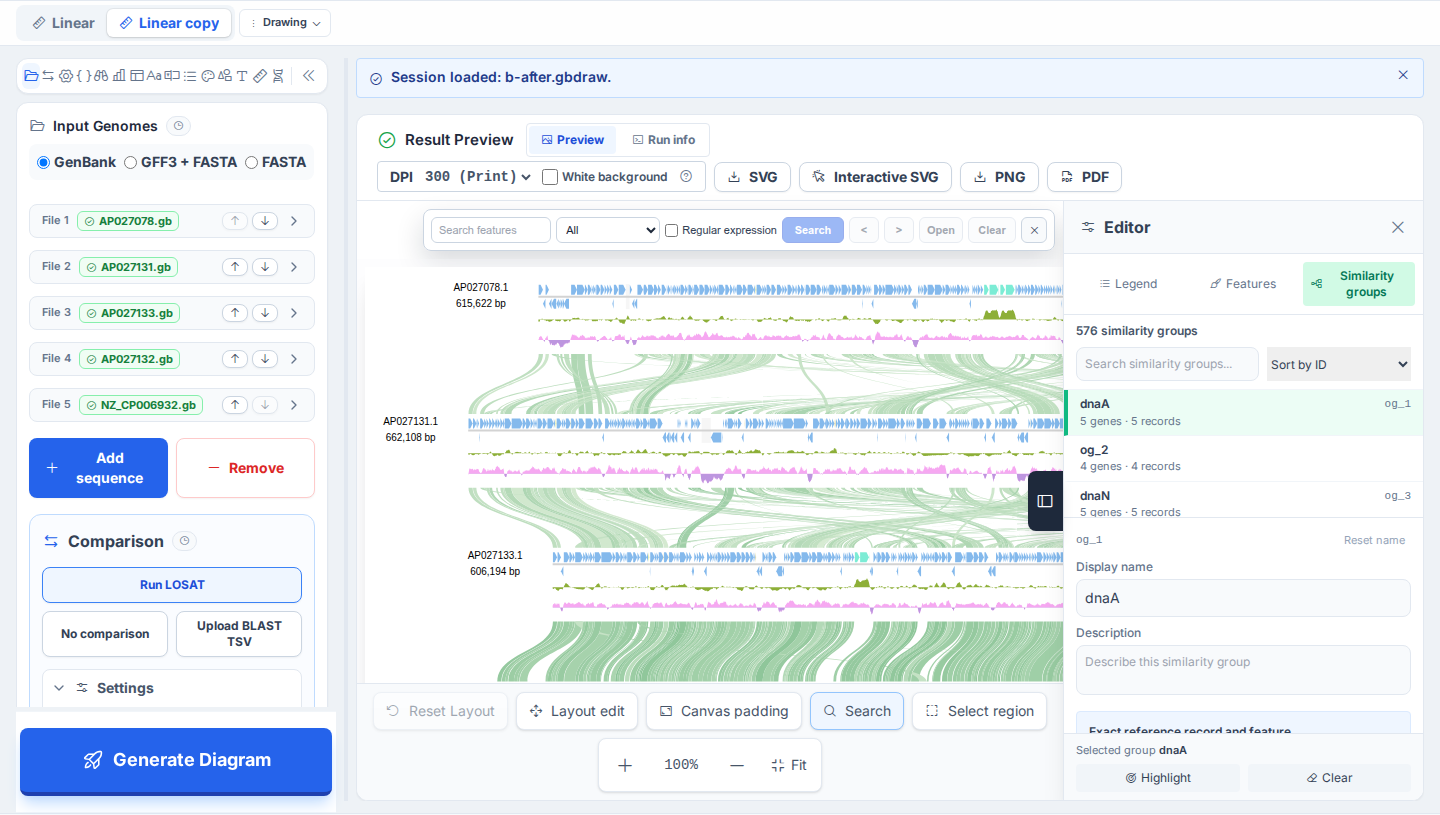 Linear
Linear copy
Drawing
{ }
Aa
T
Session loaded: b-after.gbdraw.
Input Genomes
GenBank
GFF3 + FASTA
FASTA
File 1
AP027078.gb
File 2
AP027131.gb
File 3
AP027133.gb
File 4
AP027132.gb
File 5
NZ_CP006932.gb
Add sequence
Remove
Comparison
Run LOSAT
No comparison
Upload BLAST TSV
Settings
Generate Diagram
Result Preview
Preview
Run info
DPI
300 (Print)
White background
SVG
Interactive SVG
PNG
PDF
Search features
All
Regular expression
Search
<
>
Open
Clear
AP027078.1
615,622 bp
AP027131.1
662,108 bp
AP027133.1
606,194 bp
Reset Layout
Layout edit
Canvas padding
Search
Select region
100%
Fit
Editor
Legend
Features
Similarity groups
576 similarity groups
Search similarity groups...
Sort by ID
dnaA
og_1
5 genes · 5 records
og_2
4 genes · 4 records
dnaN
og_3
5 genes · 5 records
og_1
Reset name
Display name
dnaA
Description
Describe this similarity group
Exact reference record and feature
Selected group dnaA
Highlight
Clear